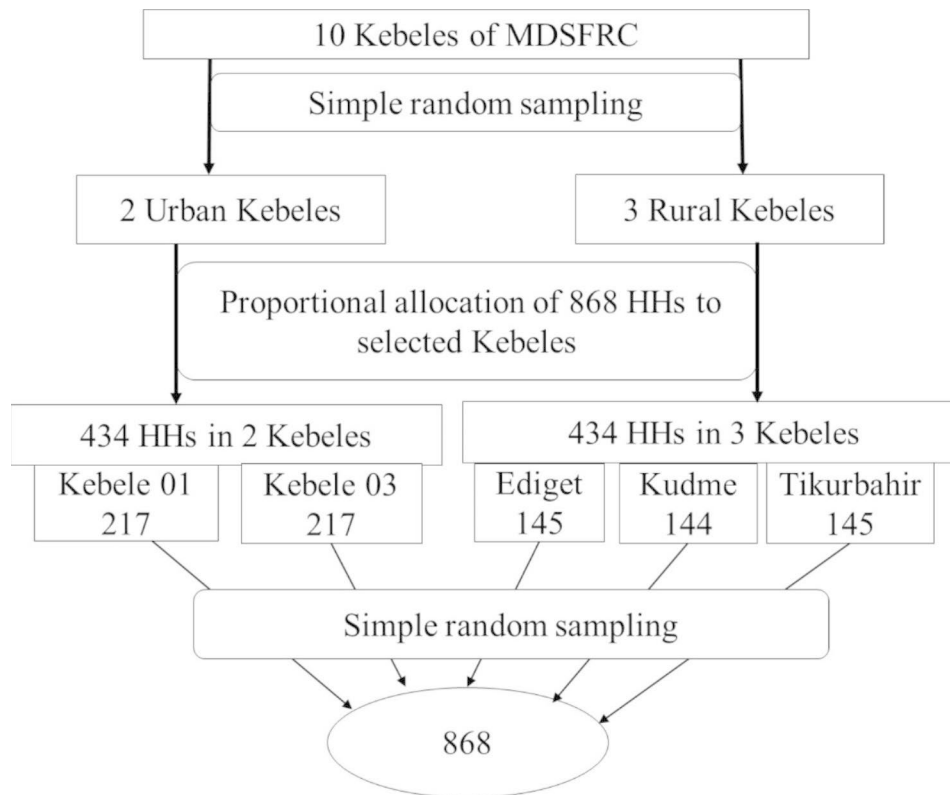 10 Kebeles of MDSFRC
Simple random sampling
2 Urban Kebeles
3 Rural Kebeles
Proportional allocation of 868 HHs to
selected Kebeles
434 HHs in 2 Kebeles
434 HHs in 3 Kebeles
Kebele 01
217
Kebele 03
217
Ediget
145
Kudme
144
Tikurbahir
145
Simple random sampling
868